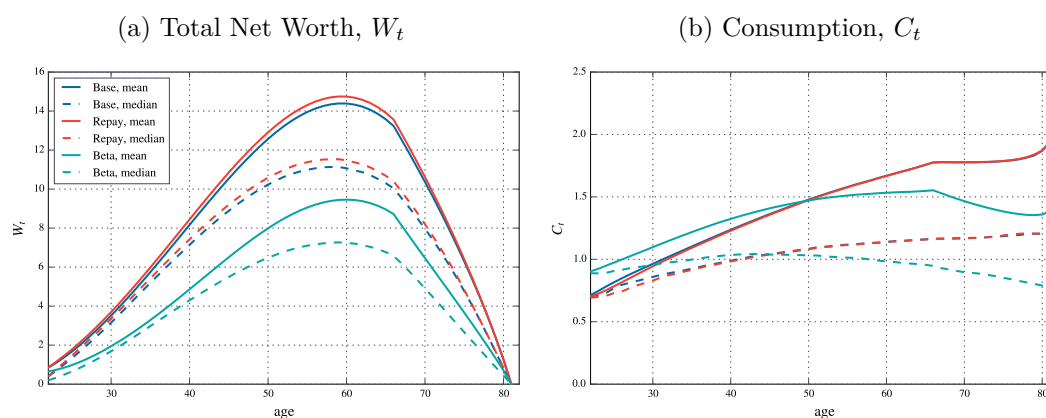 (a) Total Net Worth, W_t
(b) Consumption, C_t
16
14
12
10
8
6
4
2
0
W_t
Base, mean
Base, median
Repay, mean
Repay, median
Beta, mean
Beta, median
30
40
50
60
70
80
age
2.5
2.0
1.5
1.0
0.5
0.0
C_t
30
40
50
60
70
80
age